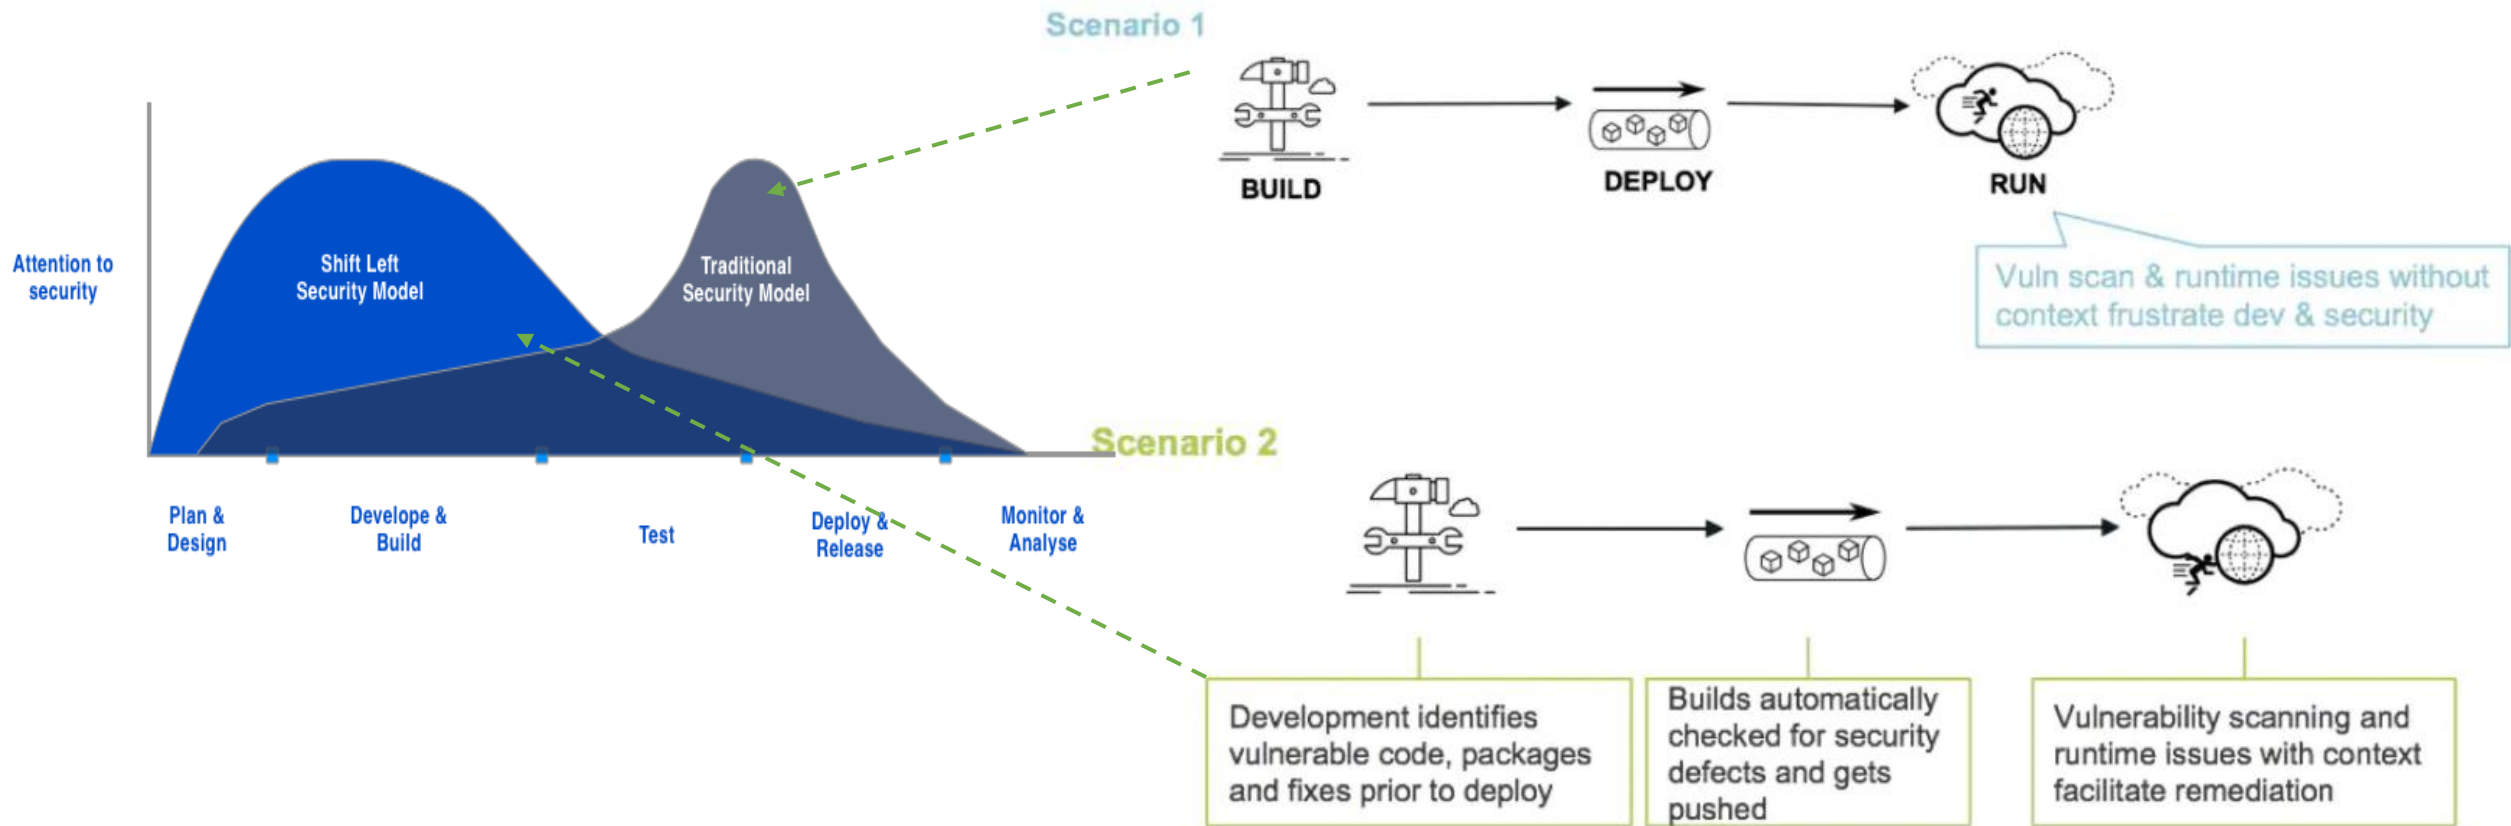 Scenario 1
BUILD
DEPLOY
RUN
Vuln scan & runtime issues without
context frustrate dev & security
Attention to
security
Shift Left
Security Model
Traditional
Security Model
Plan &
Design
Develope &
Build
Test
Deploy &
Release
Monitor &
Analyse
Scenario 2
Development identifies
vulnerable code, packages
and fixes prior to deploy
Builds automatically
checked for security
defects and gets
pushed
Vulnerability scanning and
runtime issues with context
facilitate remediation